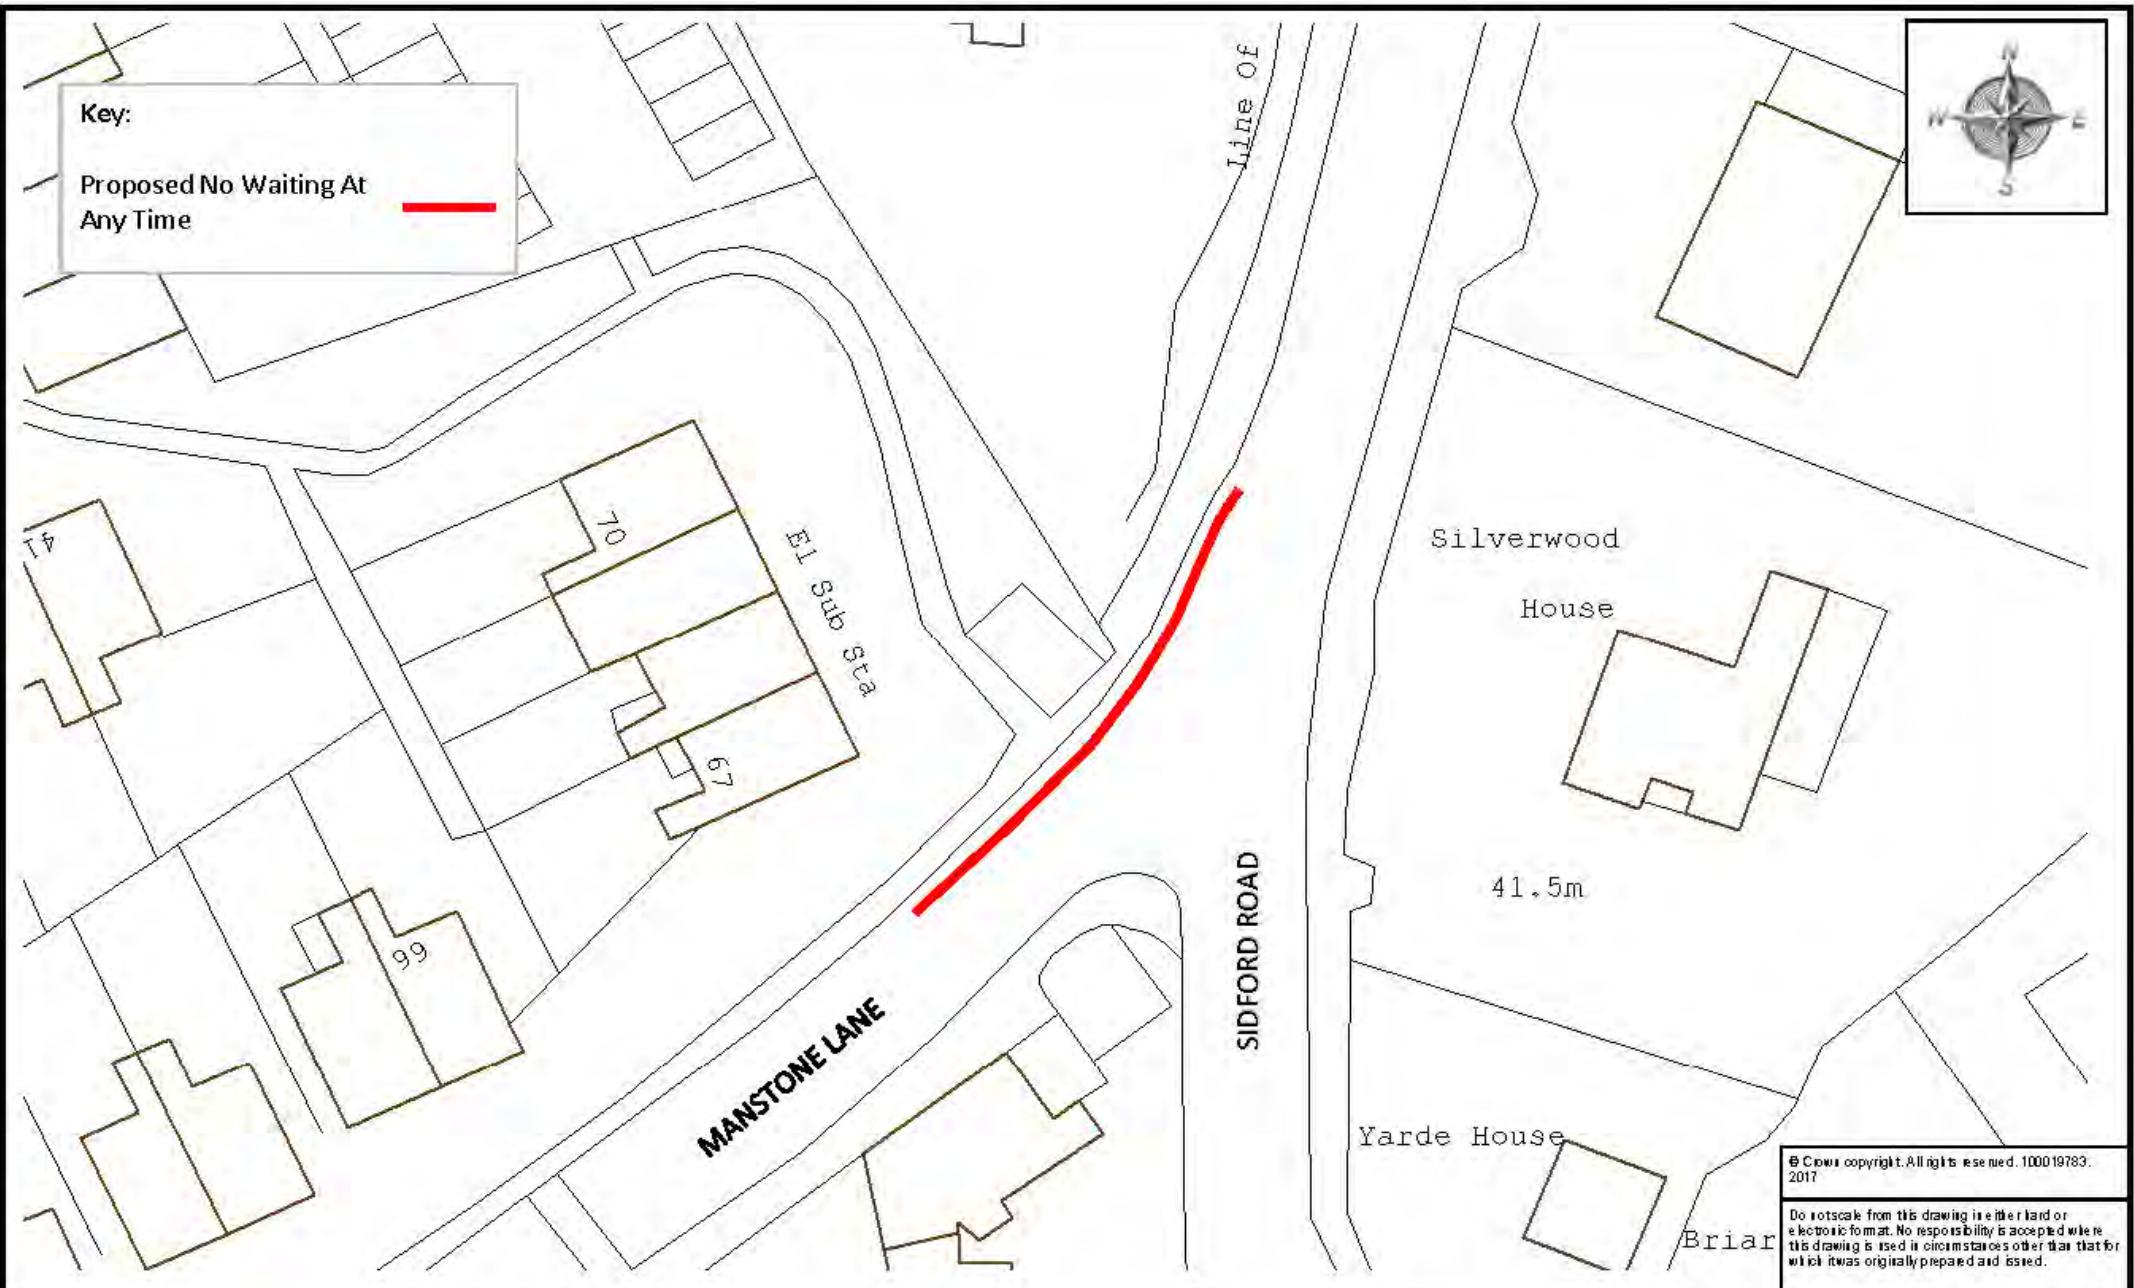 Key:
Proposed No Waiting At
Any Time
Line Of
N
W
E
S
41
70
El Sub Sta
67
Silverwood
House
41.5m
66
MANSTONE LANE
SIDFORD ROAD
Yarde House
Briar
© Crown copyright. All rights reserved. 100019783.
2017
Do not scale from this drawing in either hard or
electronic format. No responsibility is accepted where
this drawing is used in circumstances other than that for
which it was originally prepared and issued.